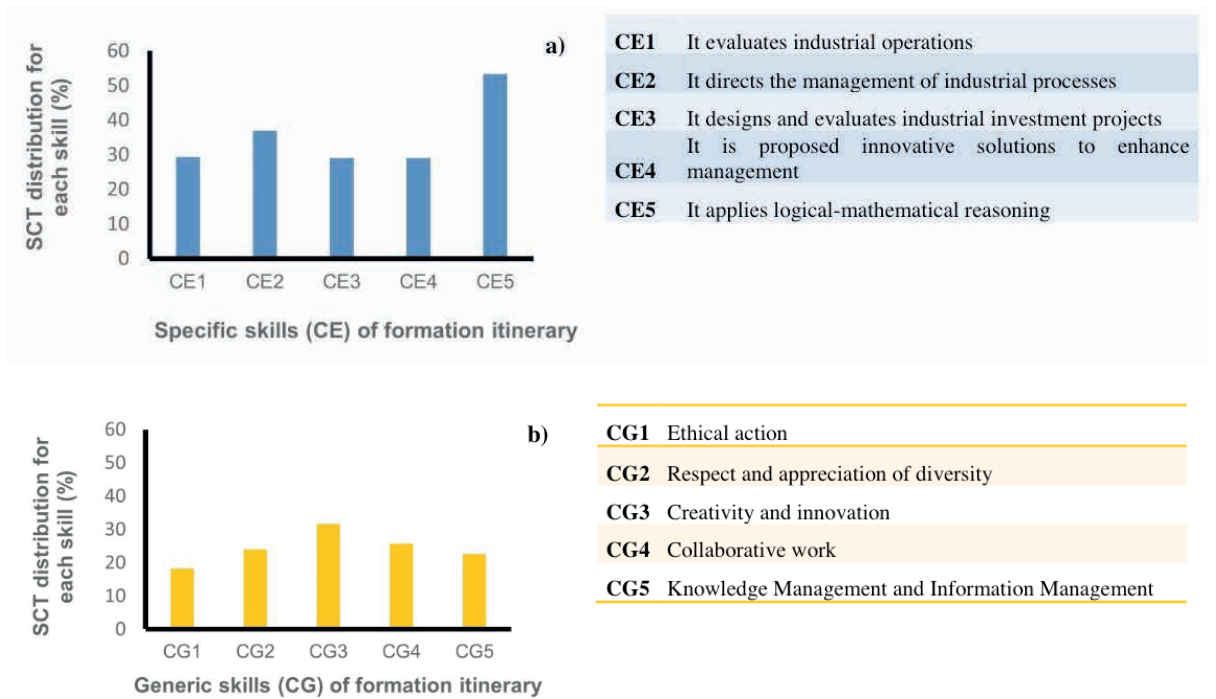 SCT distribution for
each skill (%)
60
50
40
30
20
10
0
CE1 CE2 CE3 CE4 CE5
Specific skills (CE) of formation itinerary
a)
CE1 It evaluates industrial operations
CE2 It directs the management of industrial processes
CE3 It designs and evaluates industrial investment projects
It is proposed innovative solutions to enhance
CE4 management
CE5 It applies logical-mathematical reasoning
SCT distribution for
each skill (%)
60
50
40
30
20
10
0
CG1 CG2 CG3 CG4 CG5
Generic skills (CG) of formation itinerary
b)
CG1 Ethical action
CG2 Respect and appreciation of diversity
CG3 Creativity and innovation
CG4 Collaborative work
CG5 Knowledge Management and Information Management